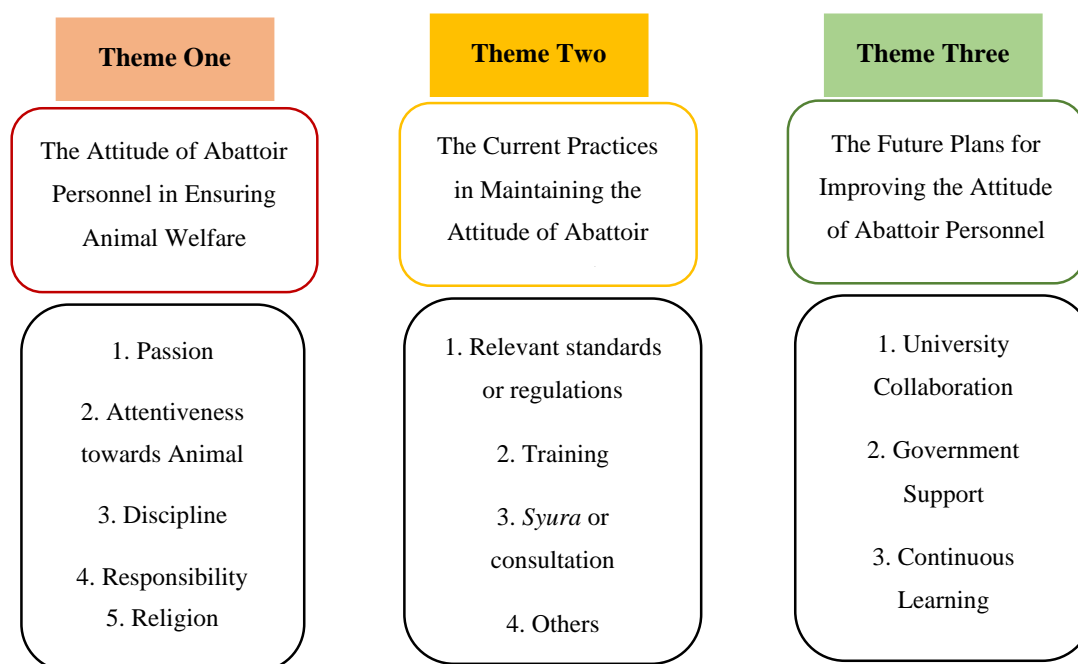 Theme One
The Attitude of Abattoir
Personnel in Ensuring
Animal Welfare
1. Passion
2. Attentiveness
towards Animal
3. Discipline
4. Responsibility
5. Religion
Theme Two
The Current Practices
in Maintaining the
Attitude of Abattoir
1. Relevant standards
or regulations
2. Training
3. Syura or
consultation
4. Others
Theme Three
The Future Plans for
Improving the Attitude
of Abattoir Personnel
1. University
Collaboration
2. Government
Support
3. Continuous
Learning